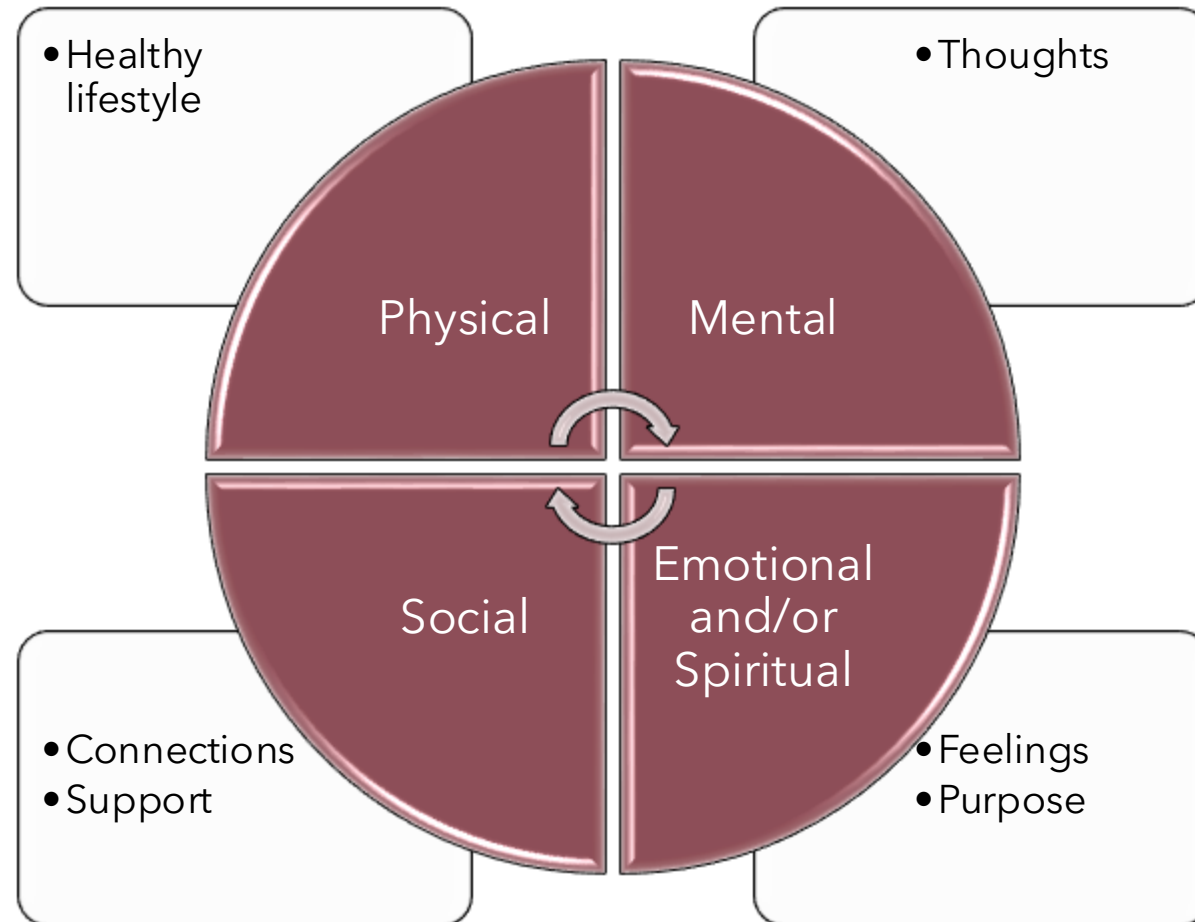 •Healthy
lifestyle
•Thoughts
Physical
Mental
Social
Emotional
and/or
Spiritual
•Connections
•Support
•Feelings
•Purpose